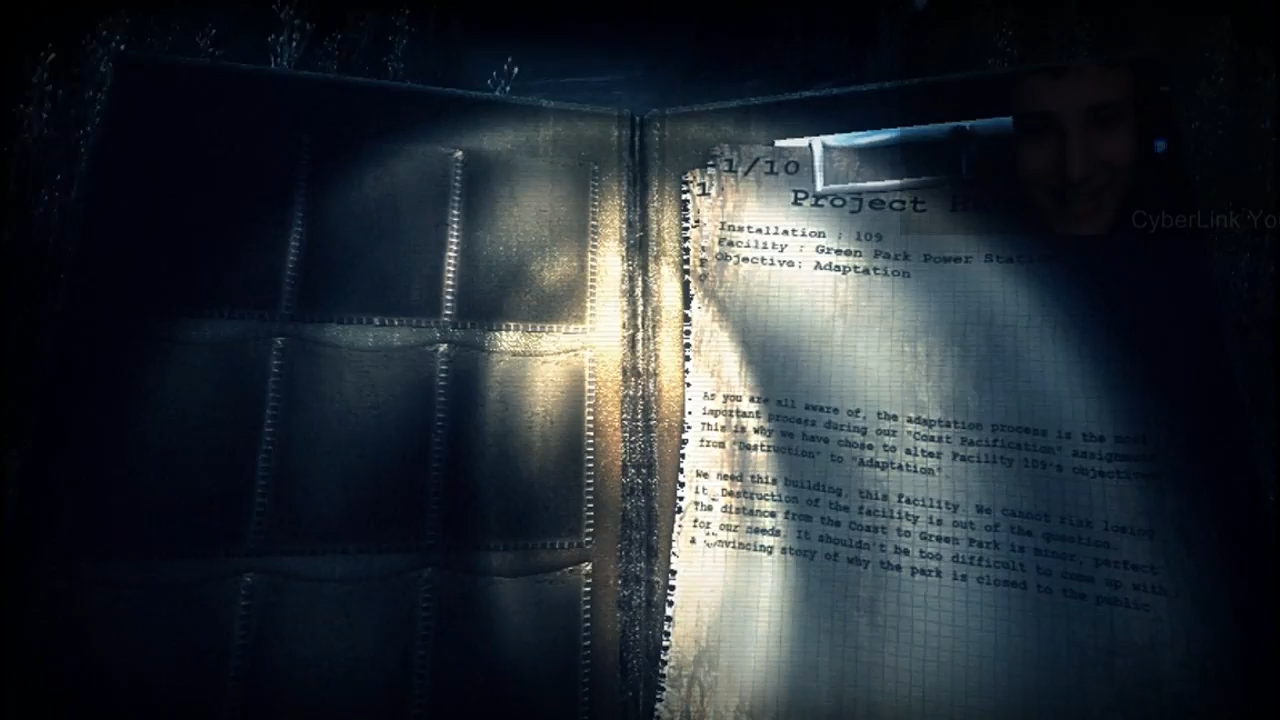 1/10
1
Project
Installation : 109
Facility : Green Park Power
Objective: Adaptation
As you are all aware of, the adaptation process is the most
important process during our "Coast Pacification"
This is why we have chose to alter Facility 109's
from "Destruction" to "Adaptation".
We need this building, this facility. We cannot risk losing
it. Destruction of the facility is out of the question.
The distance from the Coast to Green Park is minor, perfect
for our needs. It shouldn't be too difficult to come up with
a convincing story of why the park is closed to the public
CyberLink